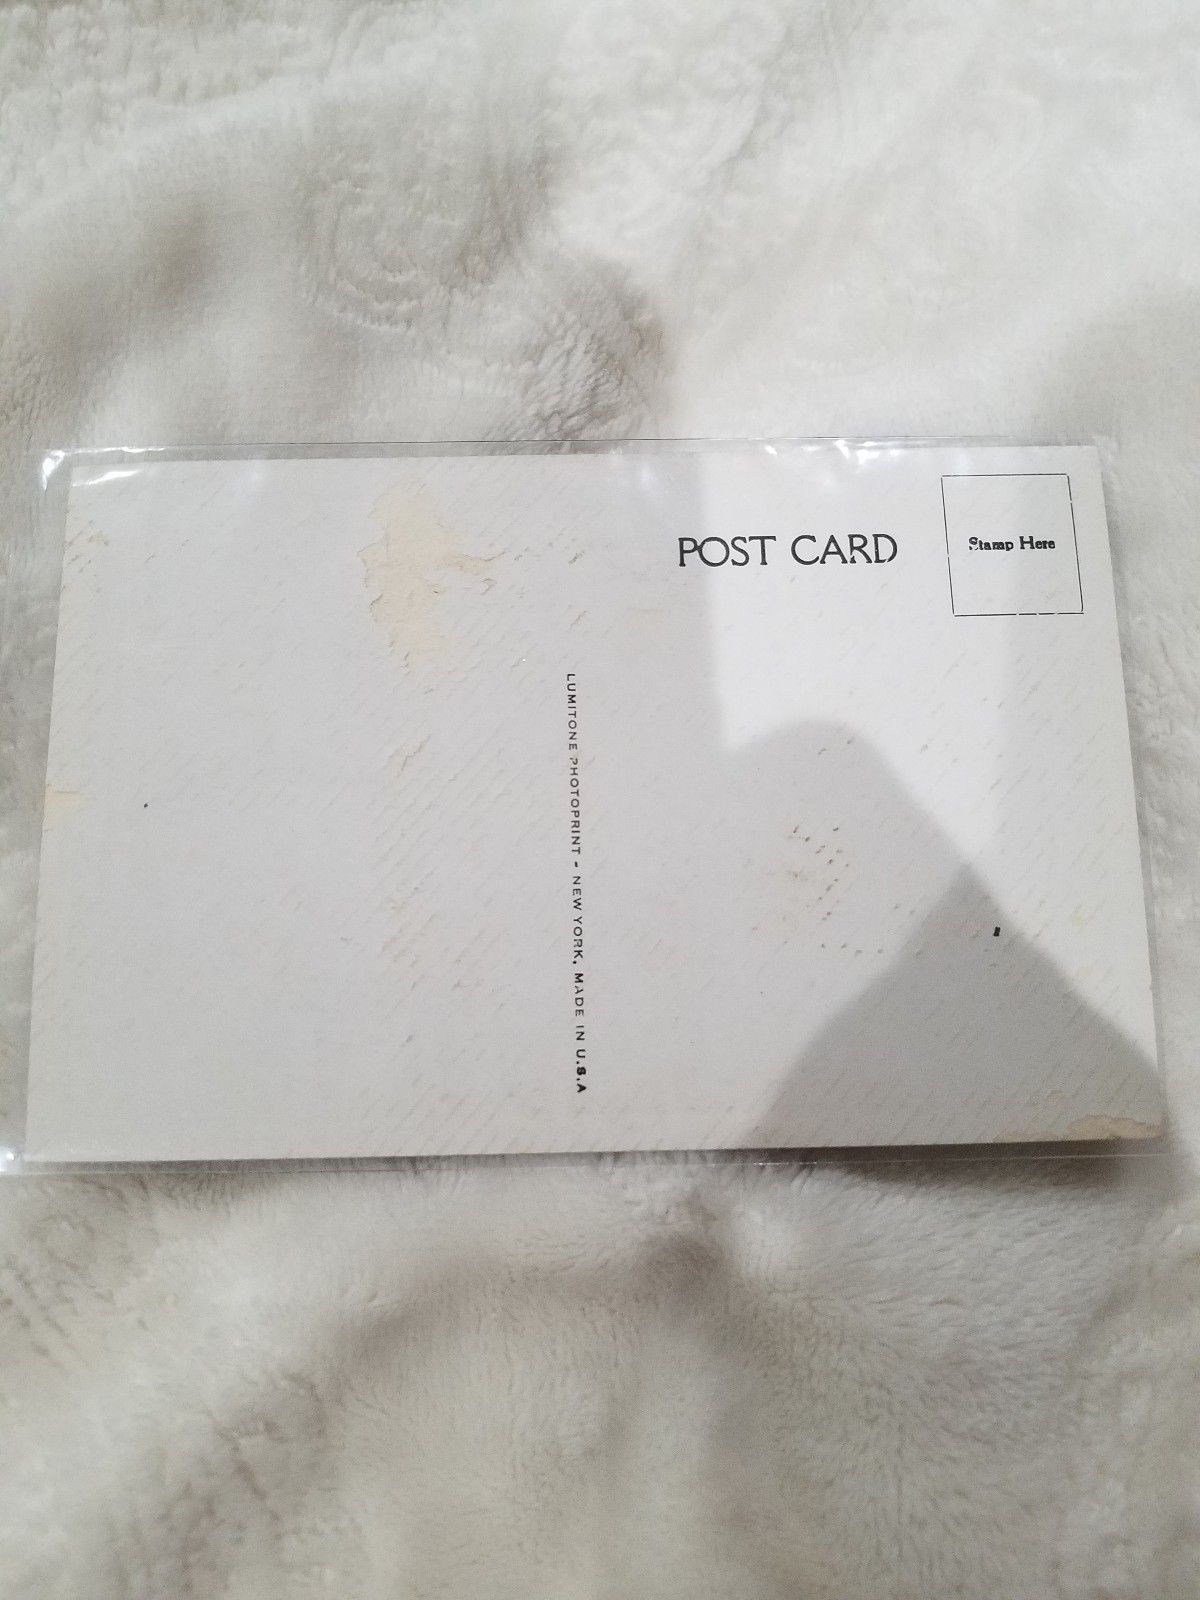 POST CARD
Stamp Here
LUMITONE PHOTOPRINT - NEW YORK, MADE IN U.S.A